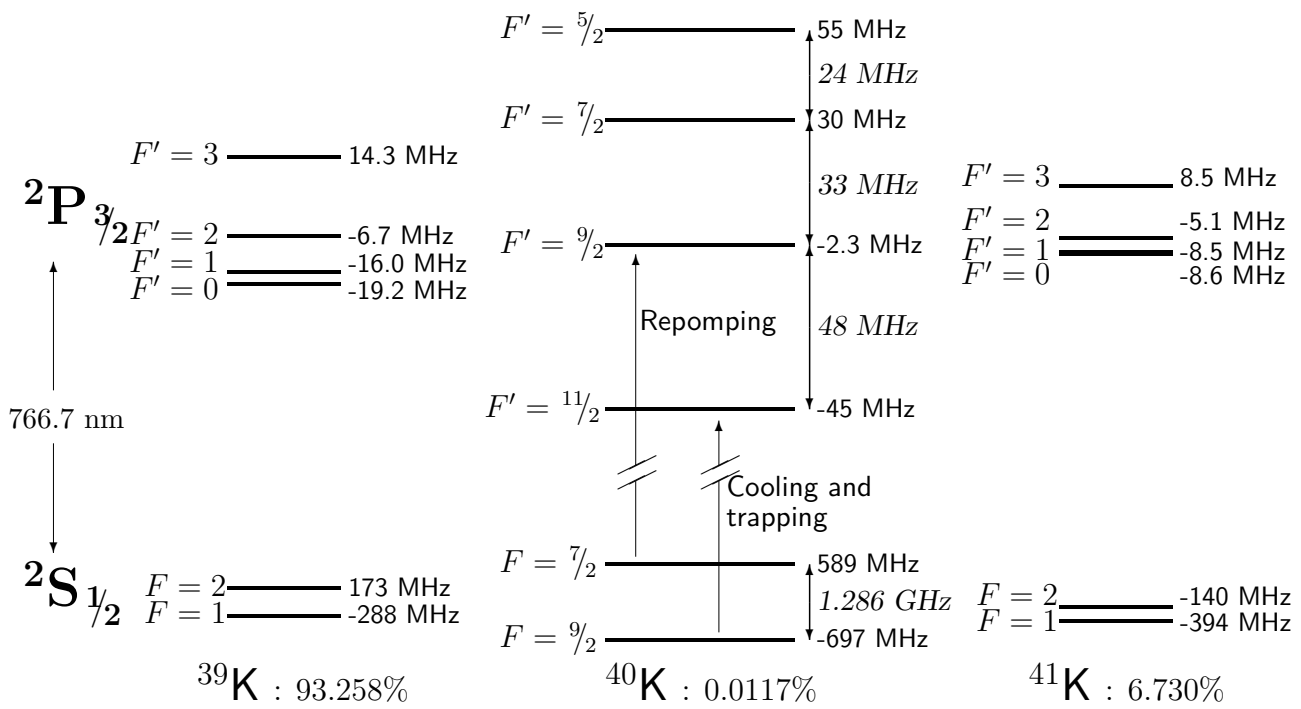 F′ = 5/2 55 MHz
24 MHz
F′ = 7/2 30 MHz
F′ = 3 14.3 MHz
33 MHz
F′ = 3 8.5 MHz
²P 3/2
F′ = 2 -6.7 MHz
F′ = 2 -5.1 MHz
F′ = 9/2 -2.3 MHz
F′ = 1 -16.0 MHz
F′ = 1 -8.5 MHz
F′ = 0 -19.2 MHz
F′ = 0 -8.6 MHz
Repomping
48 MHz
F′ = 11/2 -45 MHz
766.7 nm
Cooling and
trapping
F = 7/2 589 MHz
²S 1/2
F = 2 173 MHz
1.286 GHz
F = 2 -140 MHz
F = 1 -288 MHz
F = 1 -394 MHz
F = 9/2 -697 MHz
³⁹K : 93.258%
⁴⁰K : 0.0117%
⁴¹K : 6.730%